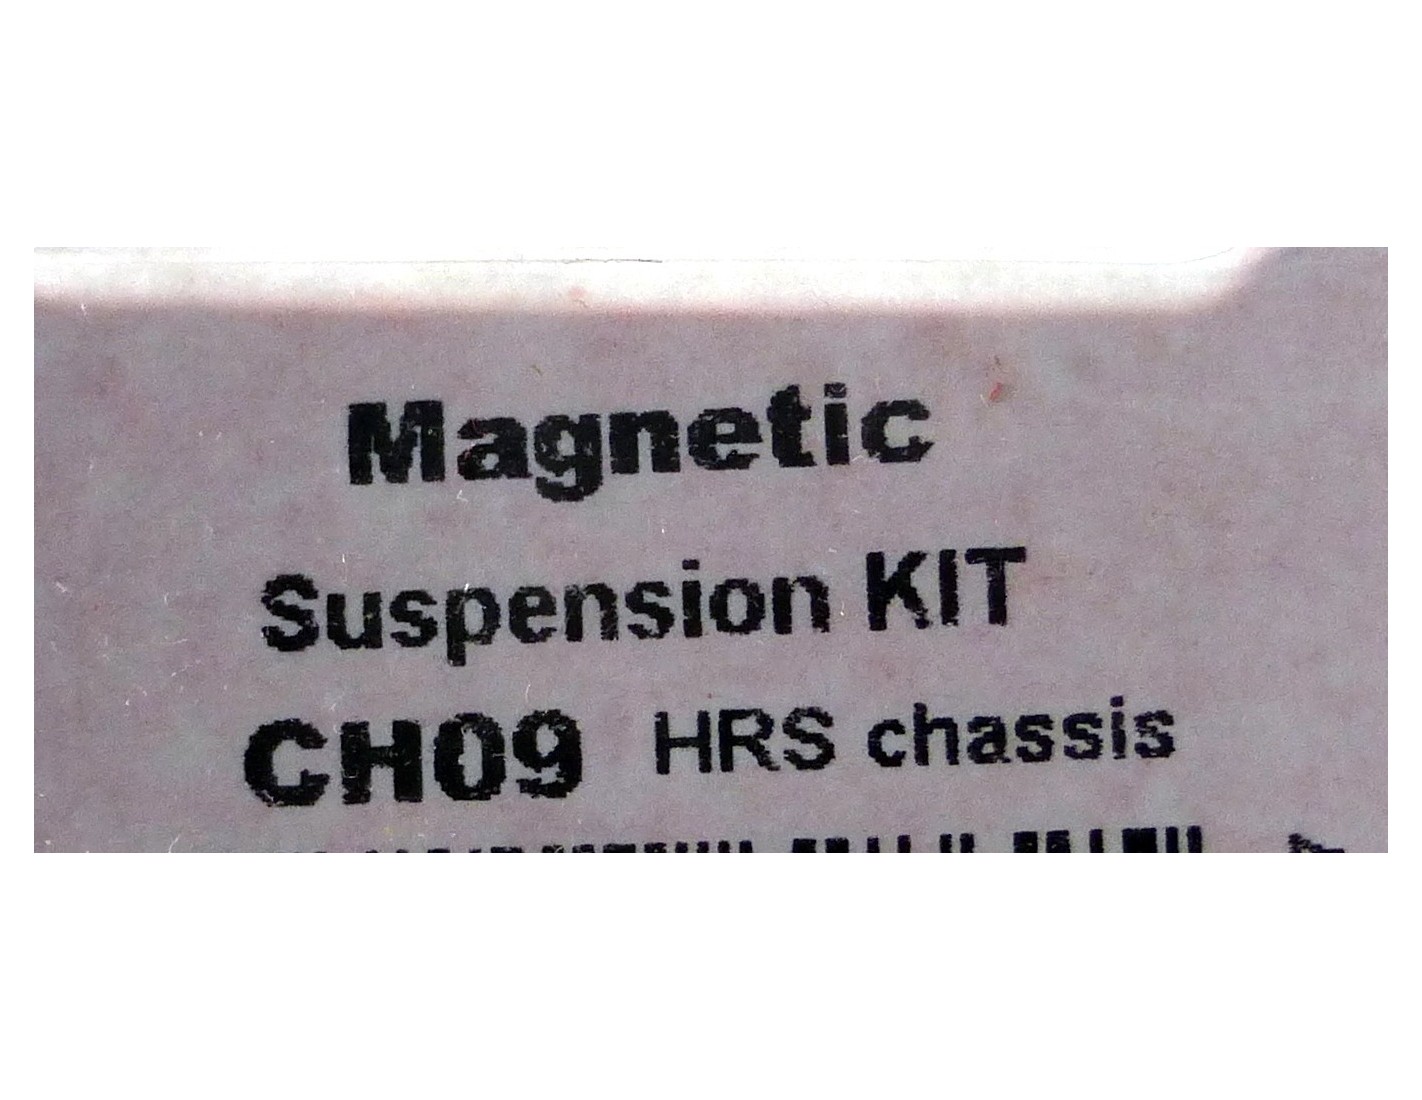 Magnetic
Suspension KIT
CH09 HRS chassis